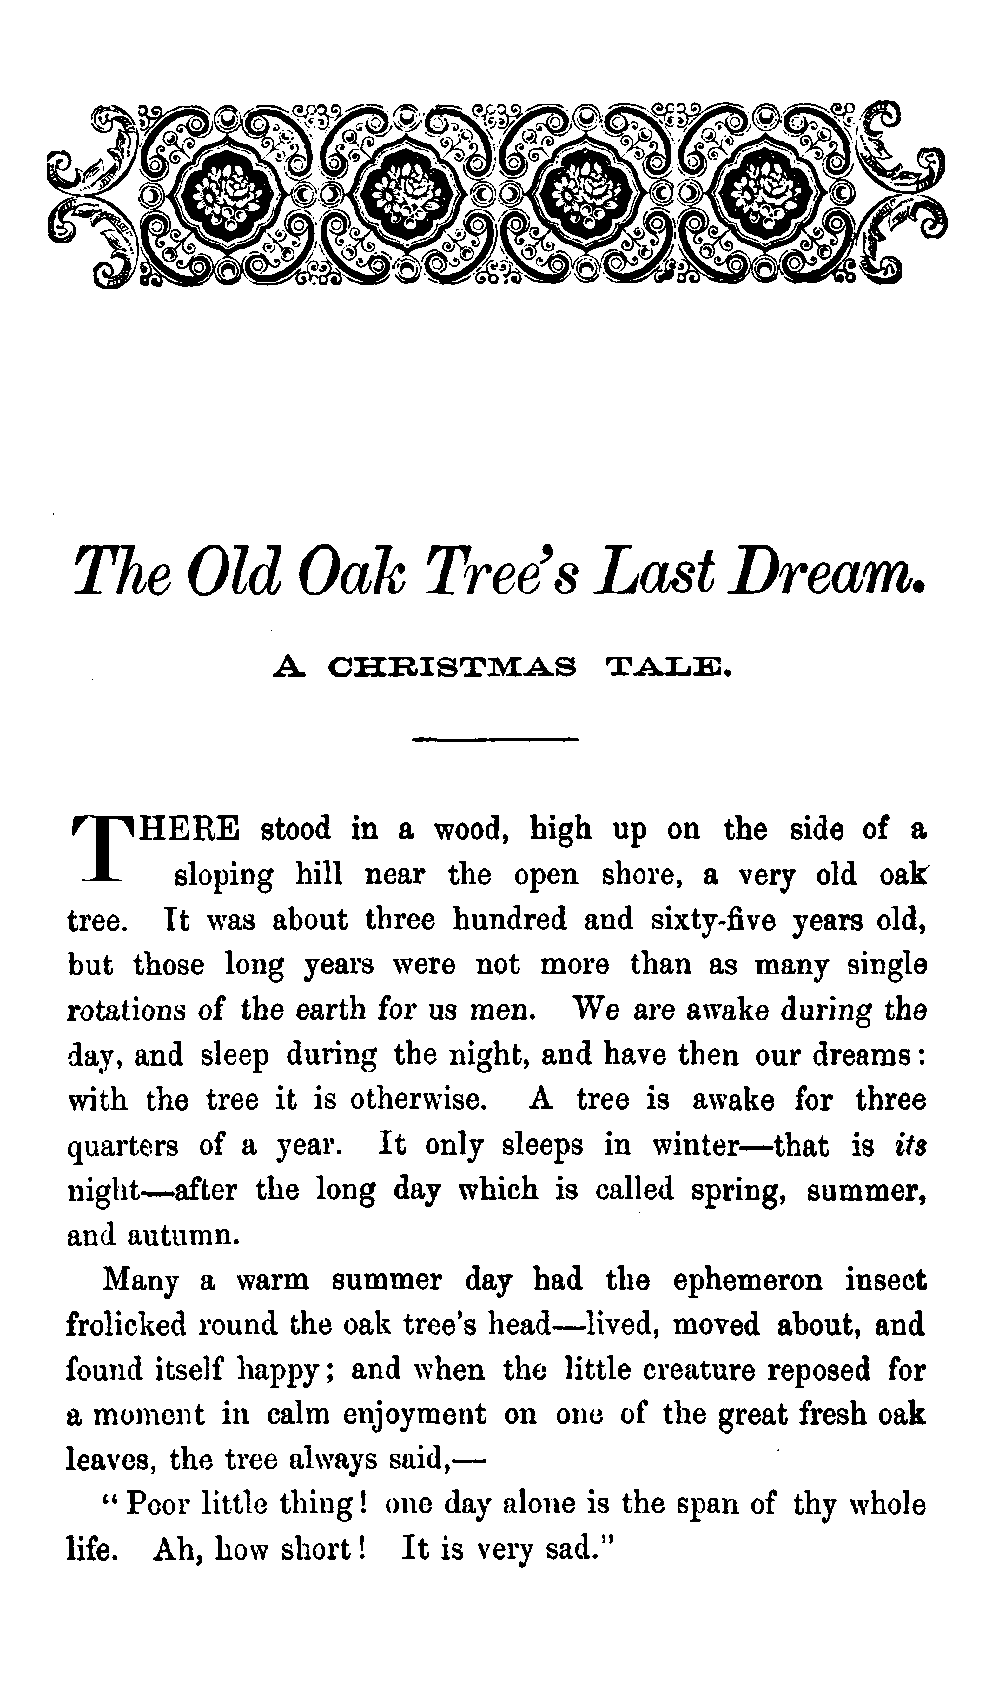 The Old Oak Tree's Last Dream.
A CHRISTMAS TALE.
THERE stood in a wood, high up on the side of a
sloping hill near the open shore, a very old oak
tree. It was about three hundred and sixty-five years old,
but those long years were not more than as many single
rotations of the earth for us men. We are awake during the
day, and sleep during the night, and have then our dreams:
with the tree it is otherwise. A tree is awake for three
quarters of a year. It only sleeps in winter—that is its
night—after the long day which is called spring, summer,
and autumn.
Many a warm summer day had the ephemeron insect
frolicked round the oak tree's head—lived, moved about, and
found itself happy; and when the little creature reposed for
a moment in calm enjoyment on one of the great fresh oak
leaves, the tree always said,—
"Poor little thing! one day alone is the span of thy whole
life. Ah, how short! It is very sad."